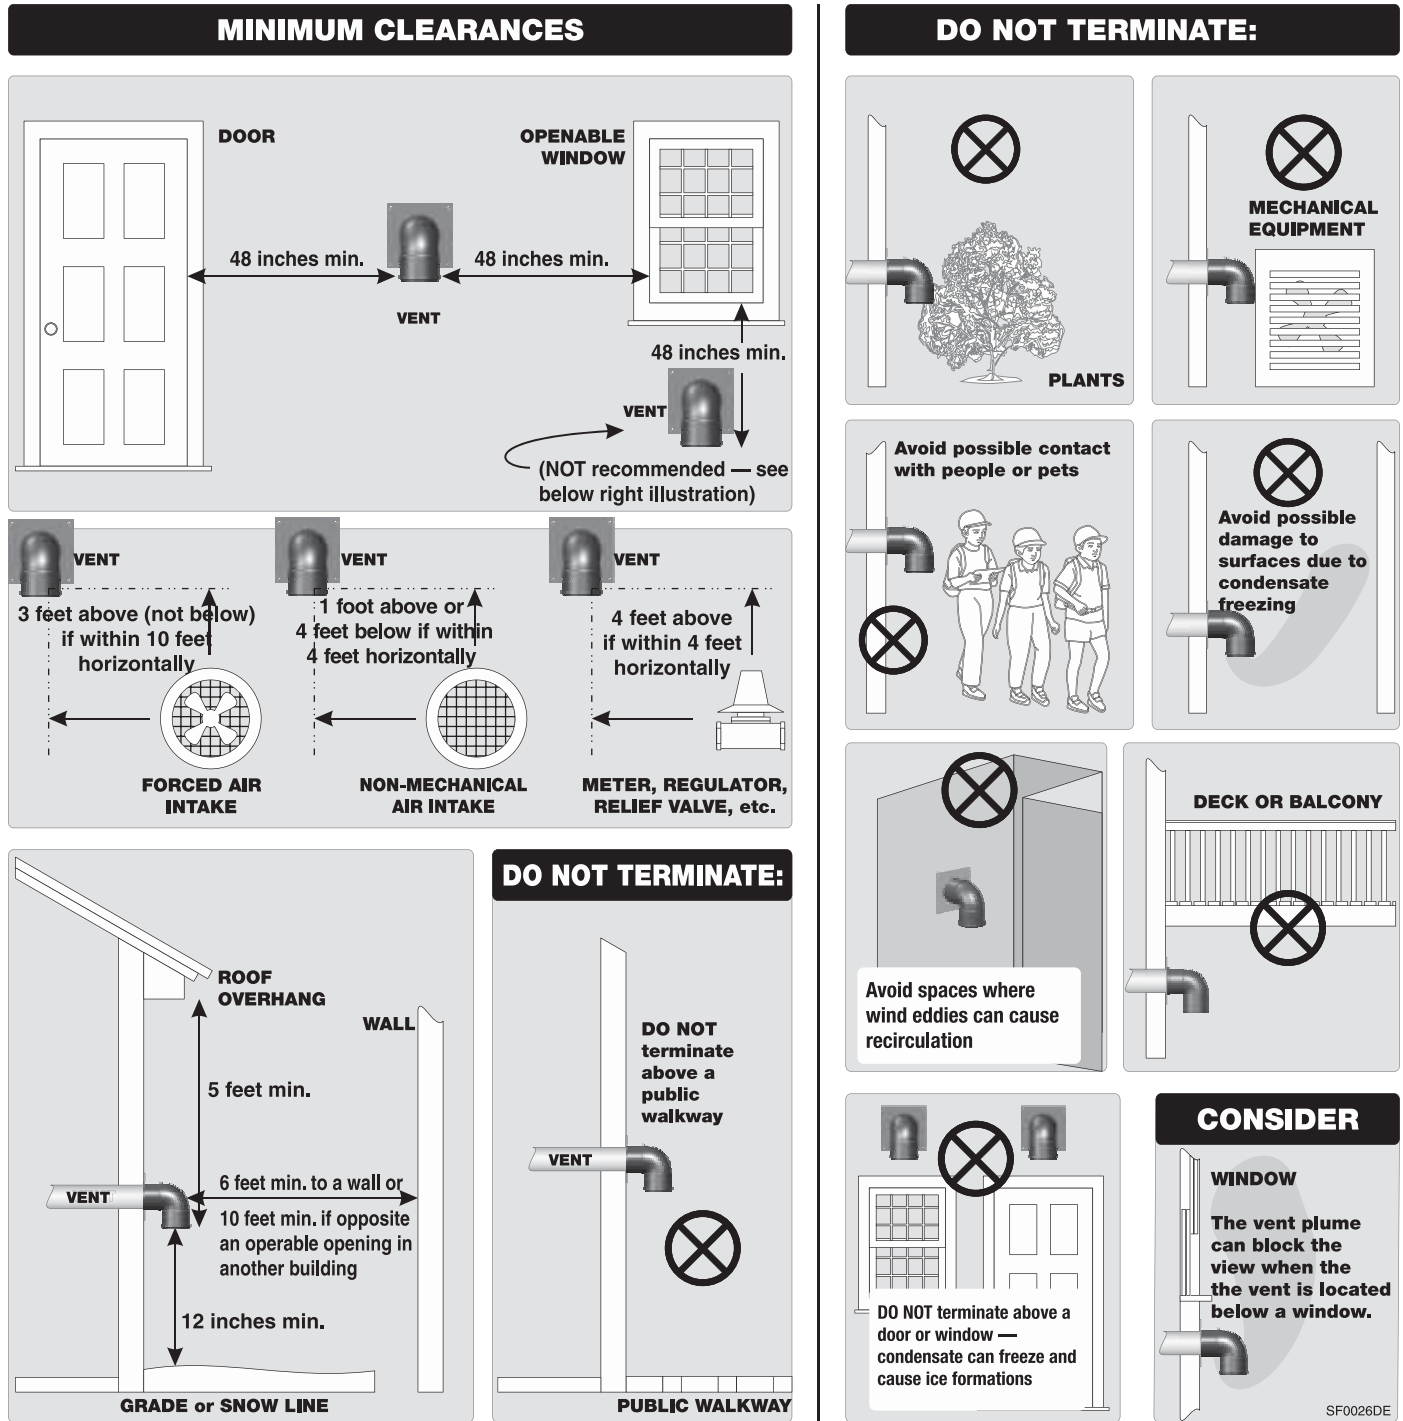 MINIMUM CLEARANCES
DOOR
OPENABLE
WINDOW
48 inches min.
48 inches min.
VENT
48 inches min.
VENT
(NOT recommended — see
below right illustration)
VENT
3 feet above (not below)
if within 10 feet
horizontally
FORCED AIR
INTAKE
VENT
1 foot above or
4 feet below if within
4 feet horizontally
NON-MECHANICAL
AIR INTAKE
VENT
4 feet above
if within 4 feet
horizontally
METER, REGULATOR,
RELIEF VALVE, etc.
ROOF
OVERHANG
WALL
5 feet min.
VENT
6 feet min. to a wall or
10 feet min. if opposite
an operable opening in
another building
12 inches min.
GRADE or SNOW LINE
DO NOT TERMINATE:
DO NOT
terminate
above a
public
walkway
VENT
PUBLIC WALKWAY
DO NOT TERMINATE:
PLANTS
MECHANICAL
EQUIPMENT
Avoid possible contact
with people or pets
Avoid possible
damage to
surfaces due to
condensate
freezing
Avoid spaces where
wind eddies can cause
recirculation
DECK OR BALCONY
DO NOT terminate above a
door or window —
condensate can freeze and
cause ice formations
CONSIDER
WINDOW
The vent plume
can block the
view when the
the vent is located
below a window.
SF0026DE